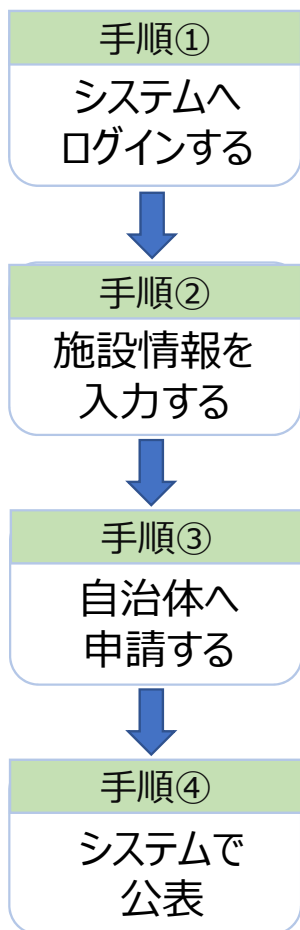 手順①
システムへ
ログインする
手順②
施設情報を
入力する
手順③
自治体へ
申請する
手順④
システムで
公表